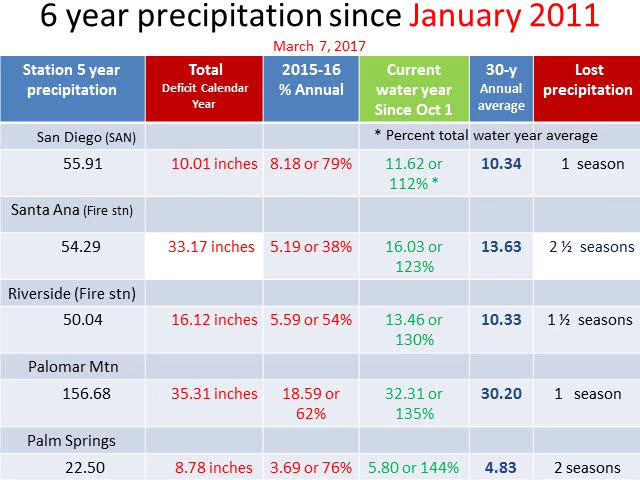 6 year precipitation since January 2011
March 7, 2017
Station 5 year precipitation | Total Deficit Calendar Year | 2015-16 % Annual | Current water year Since Oct 1 | 30-y Annual average | Lost precipitation
San Diego (SAN) | * Percent total water year average
55.91 | 10.01 inches | 8.18 or 79% | 11.62 or 112% * | 10.34 | 1 season
Santa Ana (Fire stn)
54.29 | 33.17 inches | 5.19 or 38% | 16.03 or 123% | 13.63 | 2 ½ seasons
Riverside (Fire stn)
50.04 | 16.12 inches | 5.59 or 54% | 13.46 or 130% | 10.33 | 1 ½ seasons
Palomar Mtn
156.68 | 35.31 inches | 18.59 or 62% | 32.31 or 135% | 30.20 | 1 season
Palm Springs
22.50 | 8.78 inches | 3.69 or 76% | 5.80 or 144% | 4.83 | 2 seasons